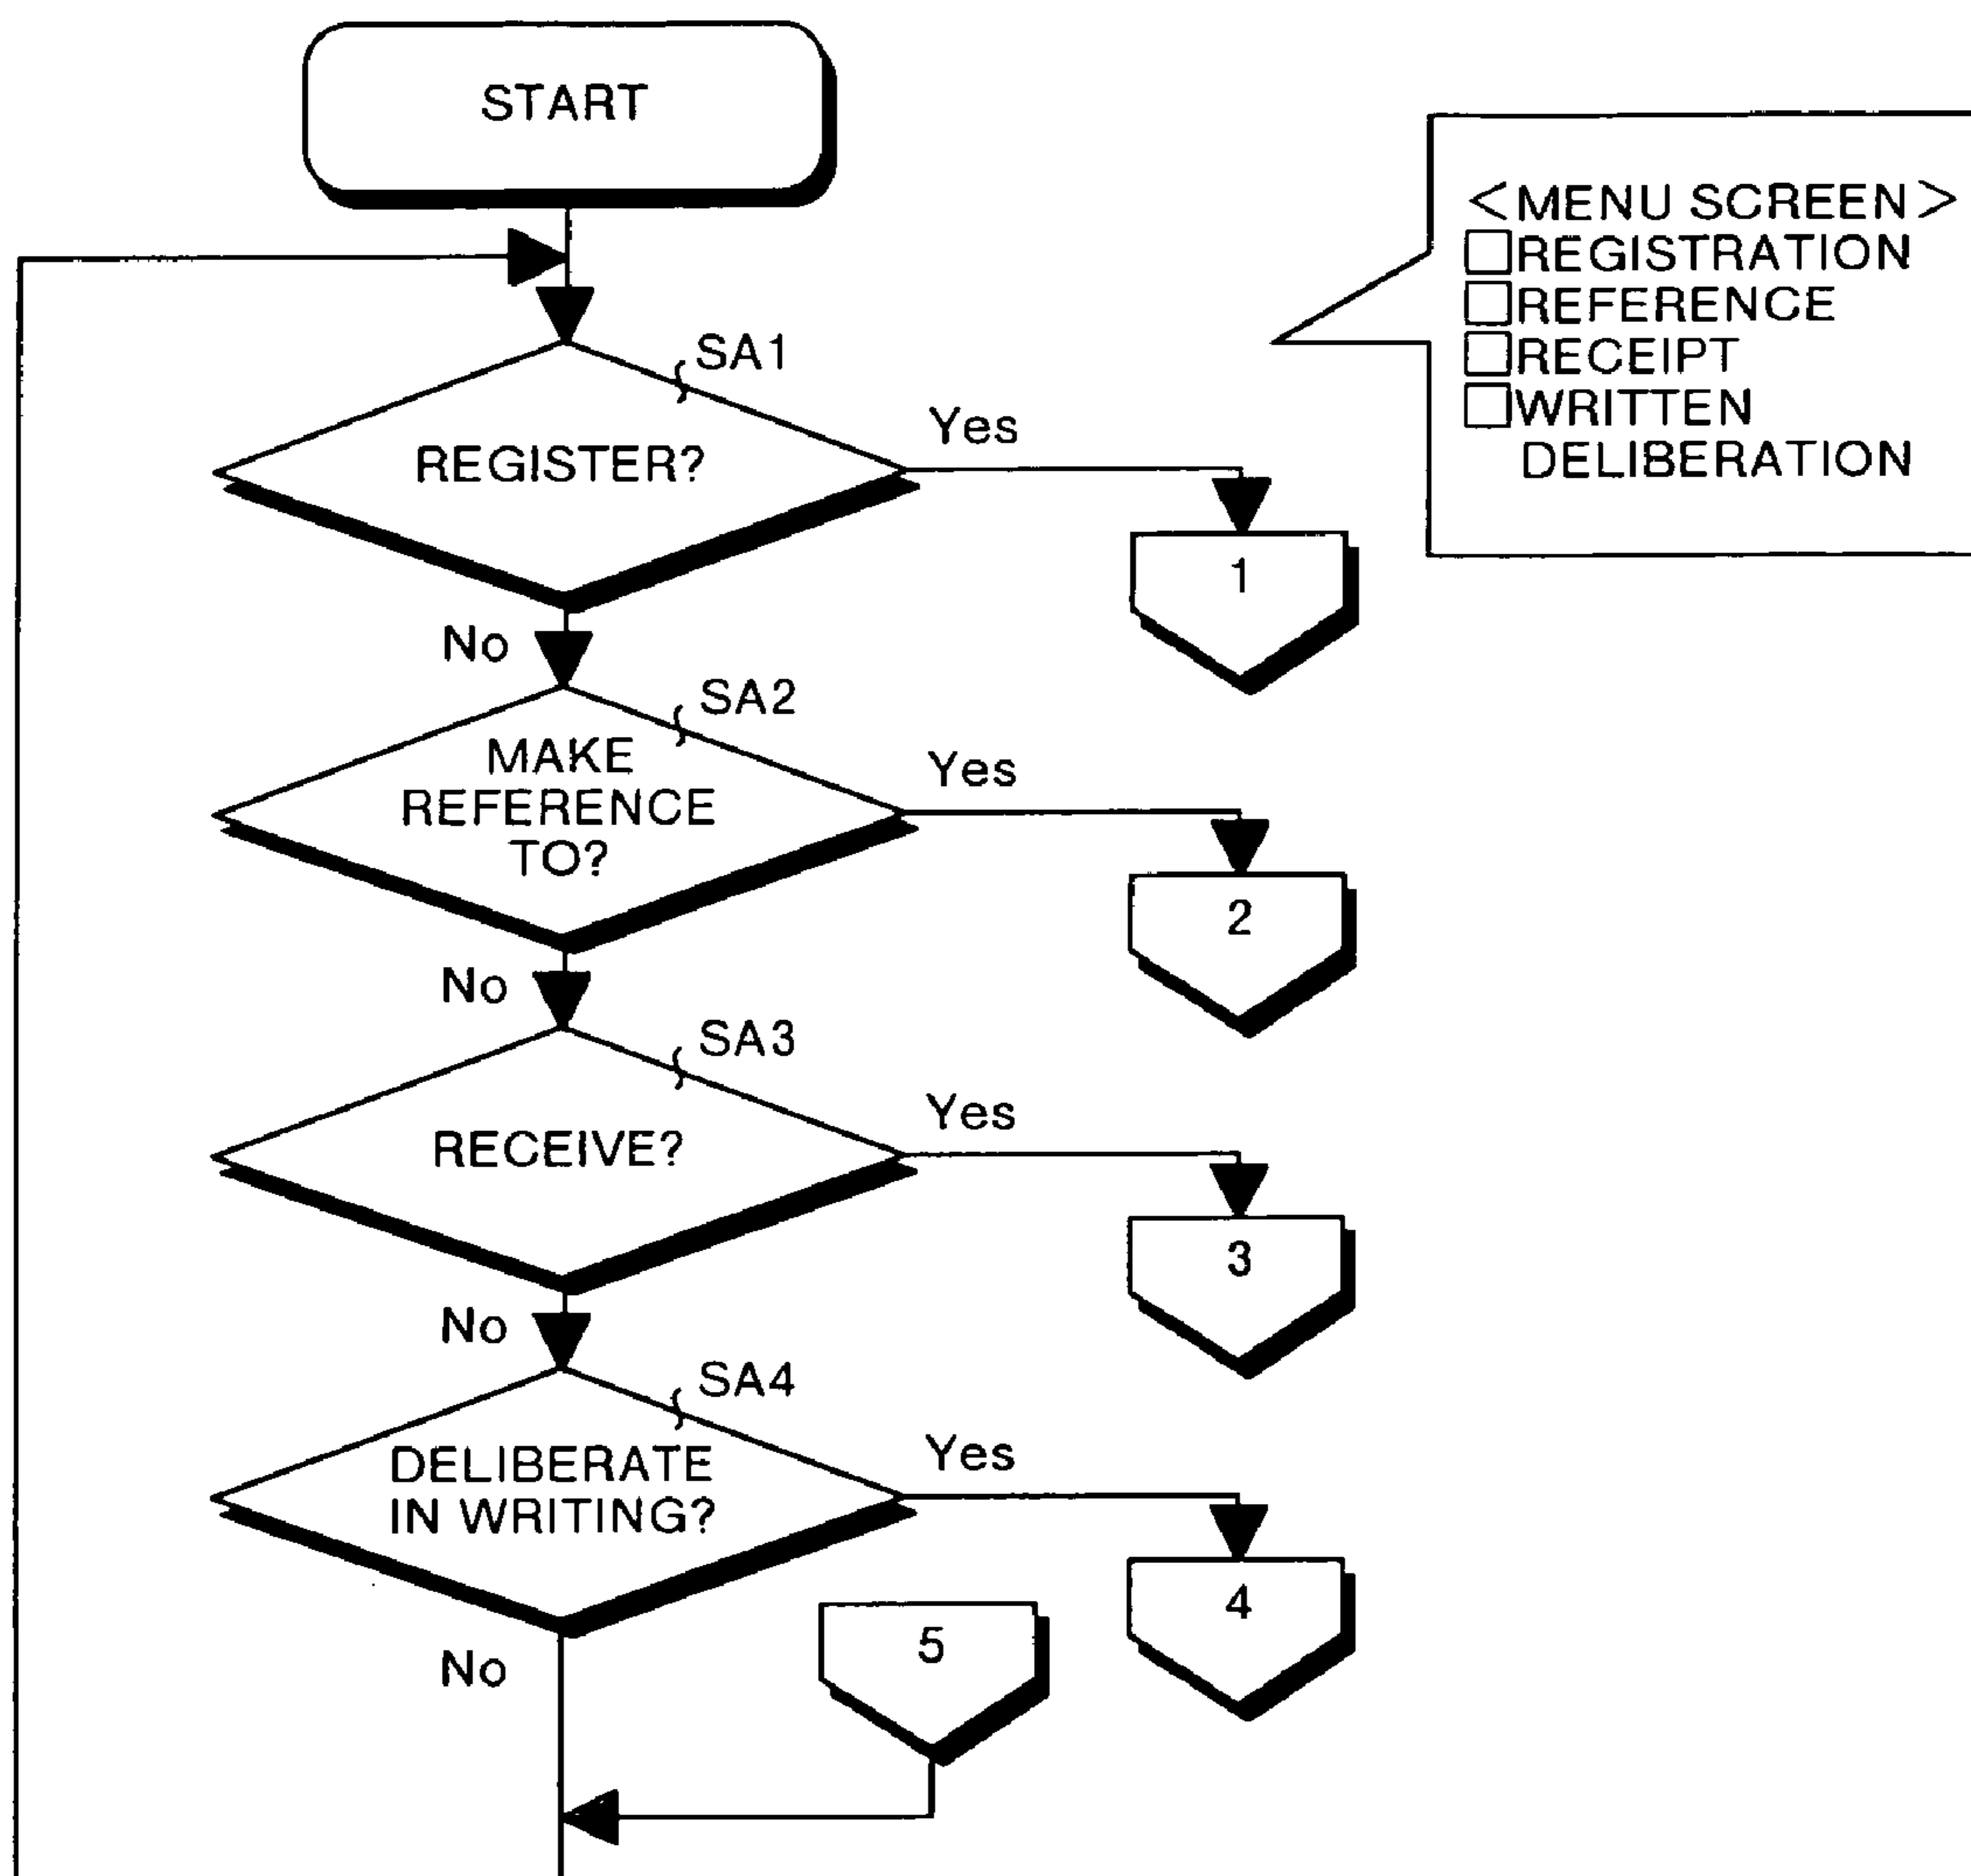 START
<MENU SCREEN>
□REGISTRATION
□REFERENCE
□RECEIPT
□WRITTEN
DELIBERATION
SA1
REGISTER?
Yes
1
No
SA2
MAKE
REFERENCE
TO?
Yes
2
No
SA3
RECEIVE?
Yes
3
No
SA4
DELIBERATE
IN WRITING?
Yes
4
No
5